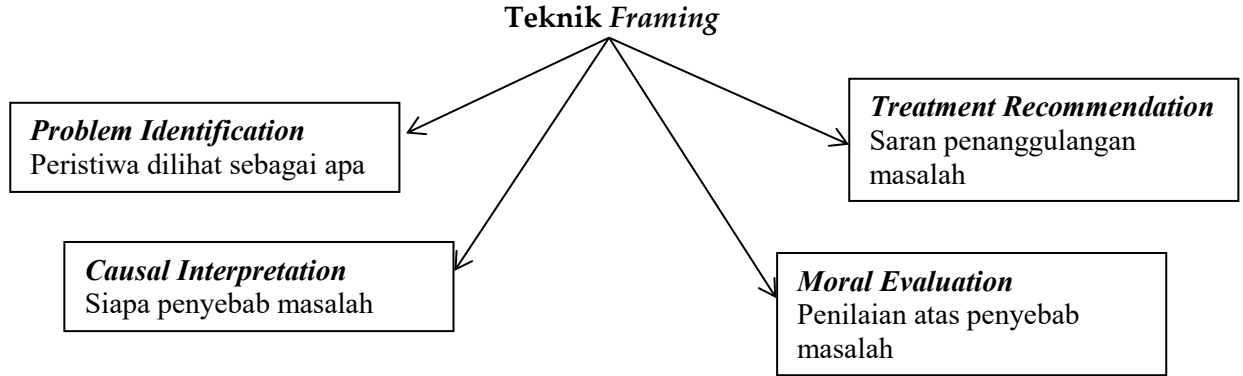 Teknik Framing
Problem Identification
Peristiwa dilihat sebagai apa
Causal Interpretation
Siapa penyebab masalah
Treatment Recommendation
Saran penanggulangan
masalah
Moral Evaluation
Penilaian atas penyebab
masalah